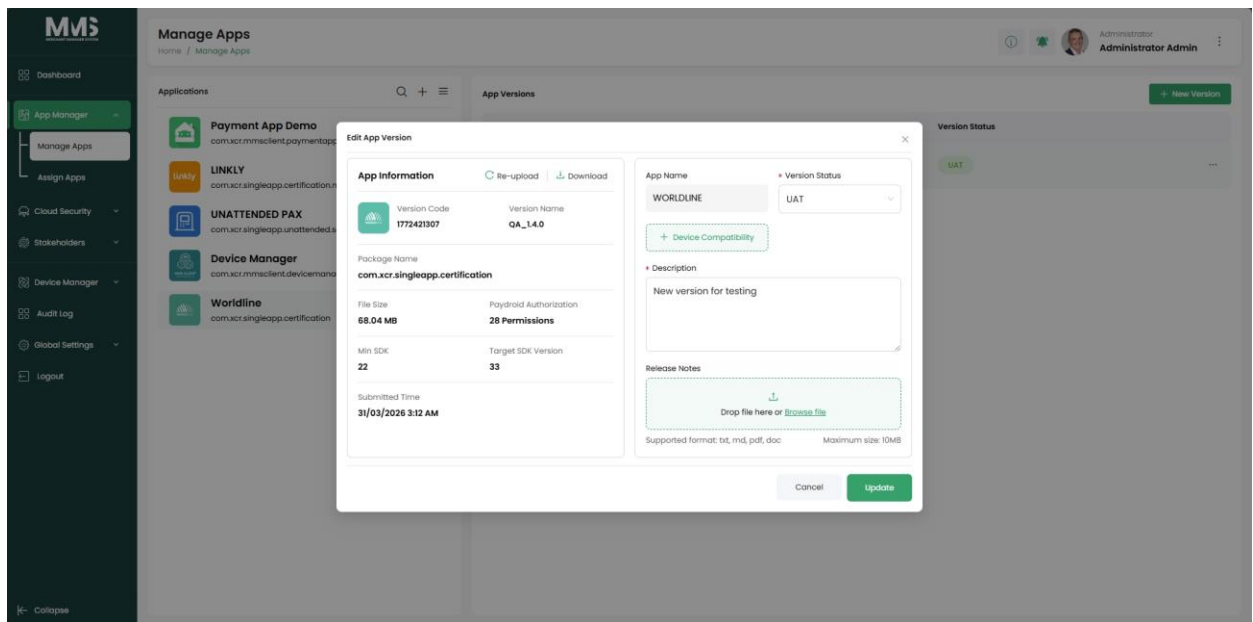 MMS
Manage Apps
Home / Manage Apps
Administrator
Administrator Admin
Dashboard
App Manager
Manage Apps
Assign Apps
Cloud Security
Stakeholders
Device Manager
Audit Log
Global Settings
Logout
Collapse
Applications
Payment App Demo
com.xcr.mmsclient.paymentapp
LINKLY
Linkly
com.xcr.singleapp.certification.n
UNATTENDED PAX
com.xcr.singleapp.unattended.s
Device Manager
com.xcr.mmsclient.devicemana
Worldline
com.xcr.singleapp.certification
App Versions
+ New Version
Version Status
UAT
Edit App Version
App Information
Re-upload
Download
Version Code
Version Name
1772421307
QA_1.4.0
Package Name
com.xcr.singleapp.certification
File Size
Paydroid Authorization
68.04 MB
28 Permissions
Min SDK
Target SDK Version
22
33
Submitted Time
31/03/2026 3:12 AM
App Name
* Version Status
WORLDLINE
UAT
+ Device Compatibility
* Description
New version for testing
Release Notes
Drop file here or Browse file
Supported format: txt, md, pdf, doc
Maximum size: 10MB
Cancel
Update